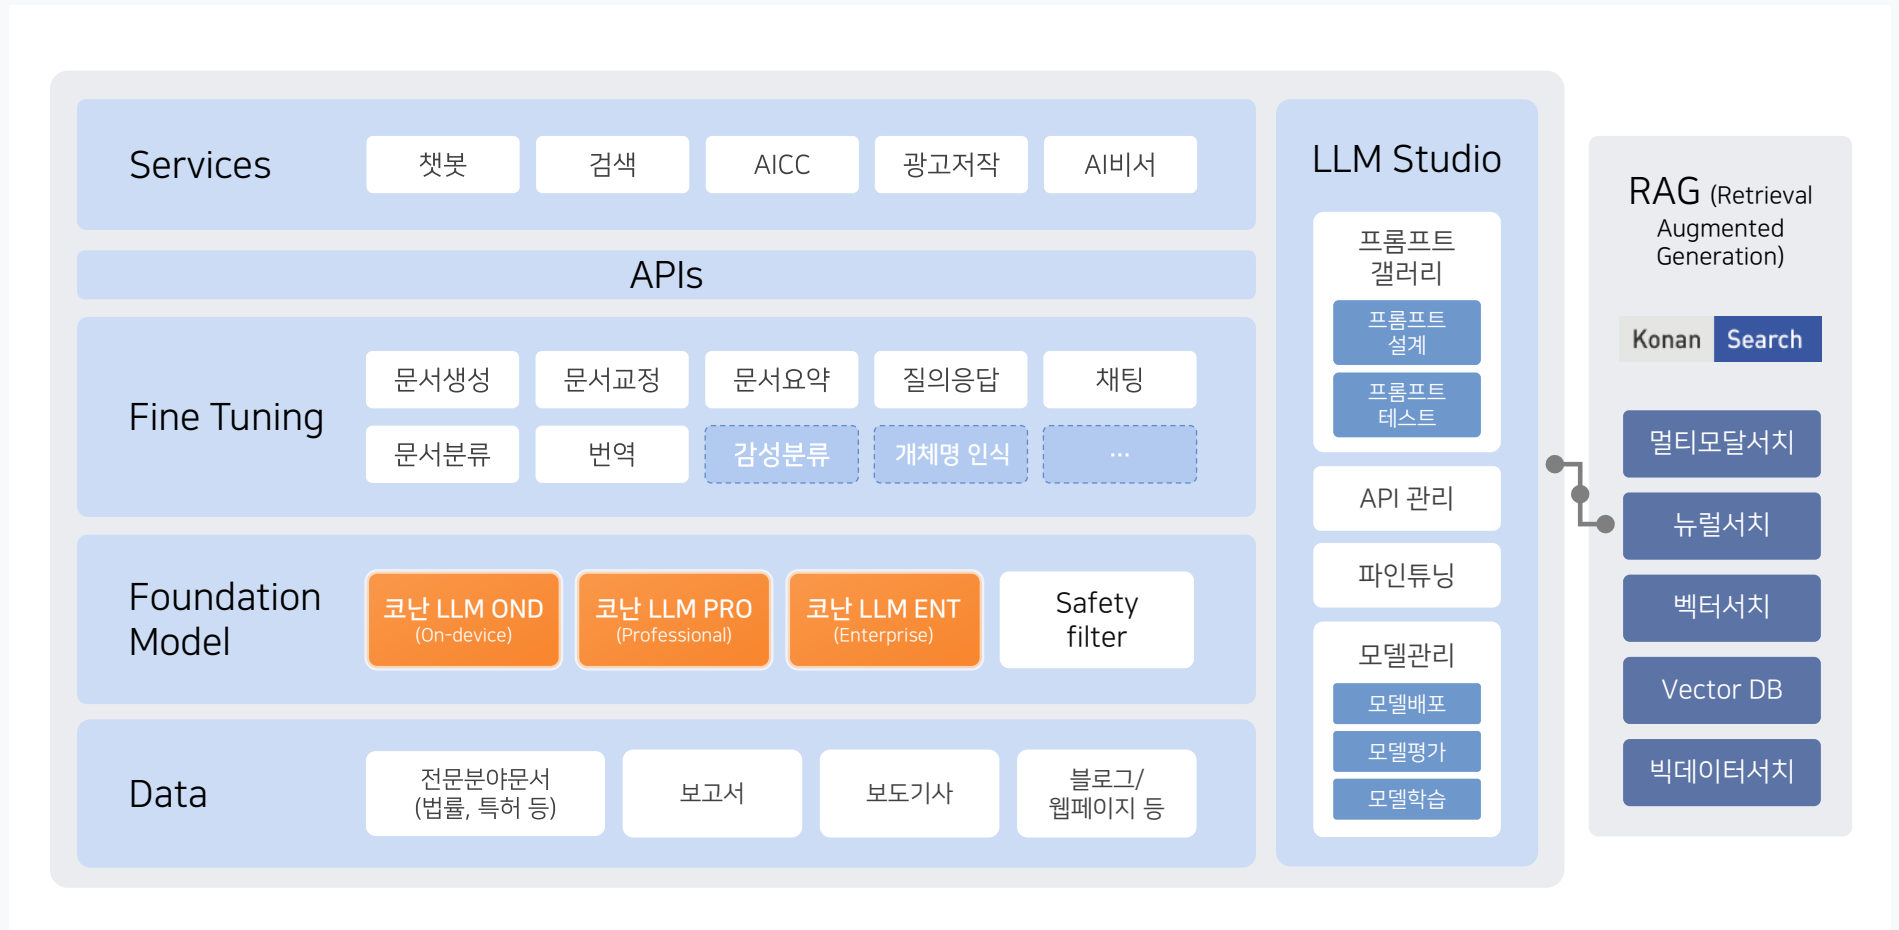 Services
챗봇
검색
AICC
광고저작
AI비서
APIs
Fine Tuning
문서생성
문서교정
문서요약
질의응답
채팅
문서분류
번역
감성분류
개체명 인식
...
Foundation
Model
코난 LLM OND
(On-device)
코난 LLM PRO
(Professional)
코난 LLM ENT
(Enterprise)
Safety
filter
Data
전문분야문서
(법률, 특허 등)
보고서
보도기사
블로그/
웹페이지 등
LLM Studio
프롬프트
갤러리
프롬프트
설계
프롬프트
테스트
API 관리
파인튜닝
모델관리
모델배포
모델평가
모델학습
RAG (Retrieval
Augmented
Generation)
Konan Search
멀티모달서치
뉴럴서치
벡터서치
Vector DB
빅데이터서치